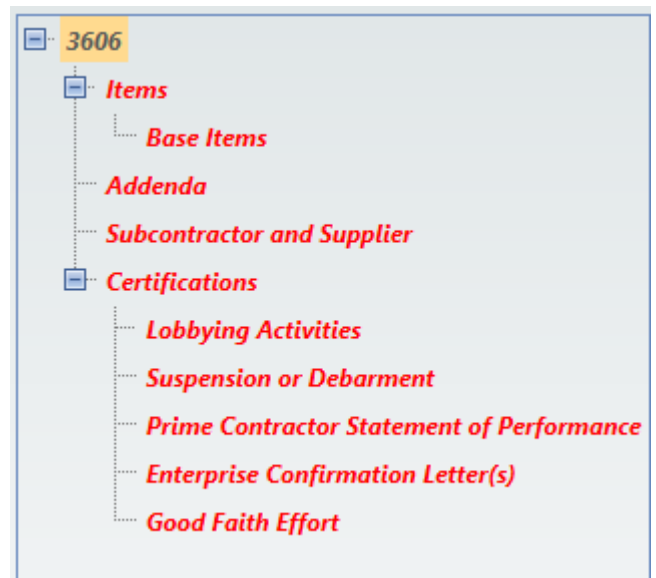 3606
Items
Base Items
Addenda
Subcontractor and Supplier
Certifications
Lobbying Activities
Suspension or Debarment
Prime Contractor Statement of Performance
Enterprise Confirmation Letter(s)
Good Faith Effort